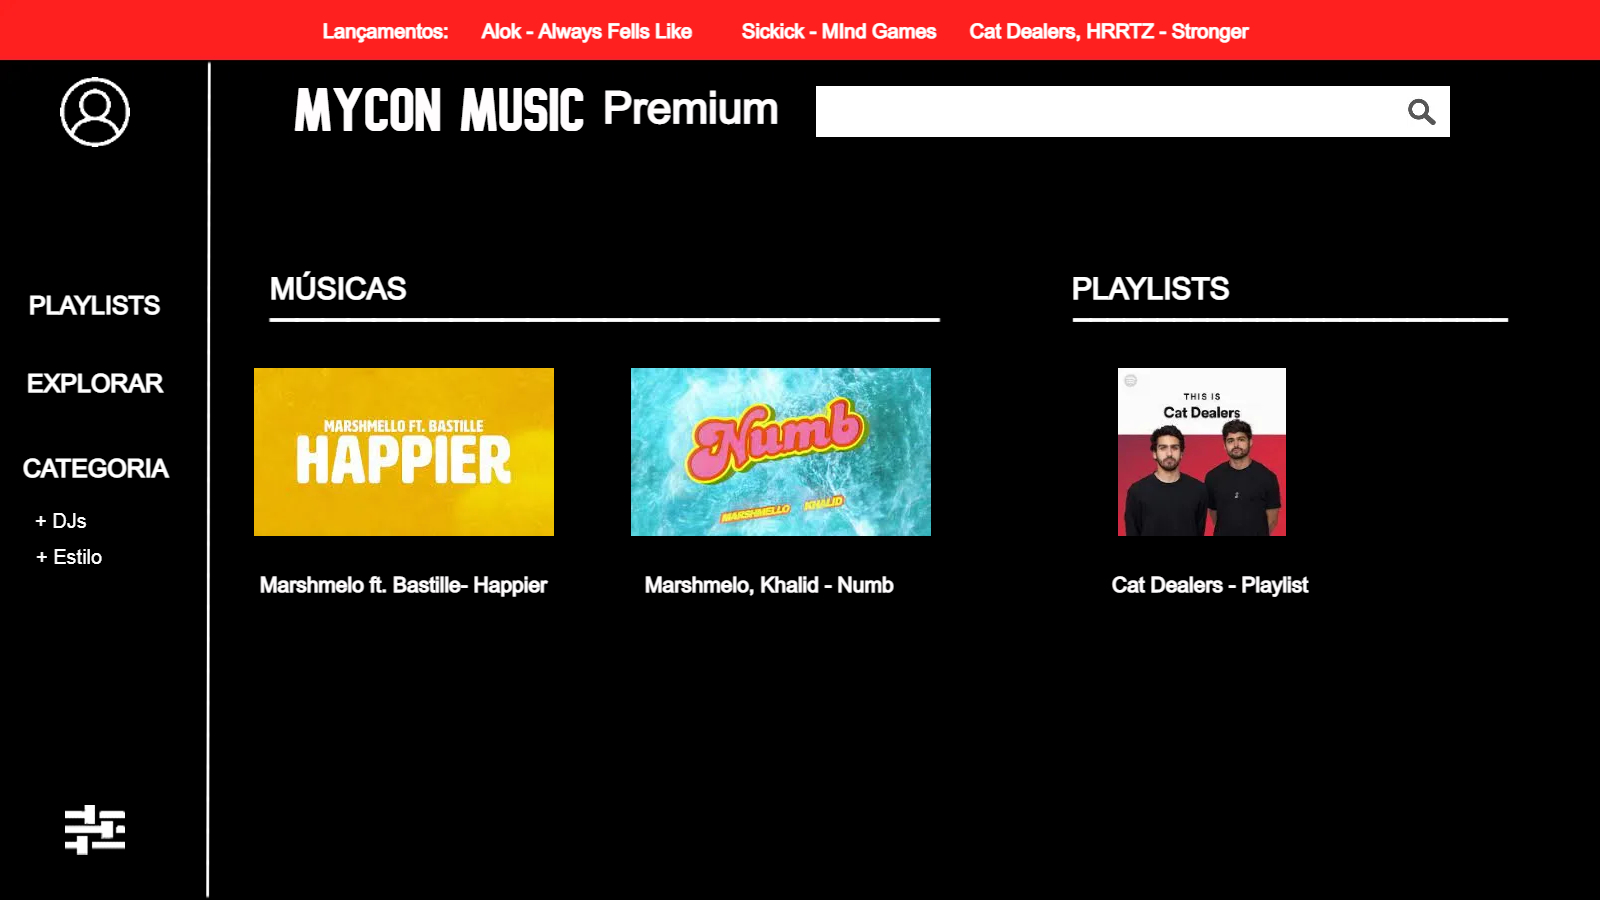 Lançamentos: Alok - Always Fells Like Sickick - MInd Games Cat Dealers, HRRTZ - Stronger
MYCON MUSIC Premium
PLAYLISTS
EXPLORAR
CATEGORIA
+ DJs
+ Estilo
MÚSICAS
MARSHMELLO FT. BASTILLE
HAPPIER
Marshmelo ft. Bastille- Happier
Numb
MARSHMELLO KHALID
Marshmelo, Khalid - Numb
PLAYLISTS
THIS IS
Cat Dealers
Cat Dealers - Playlist